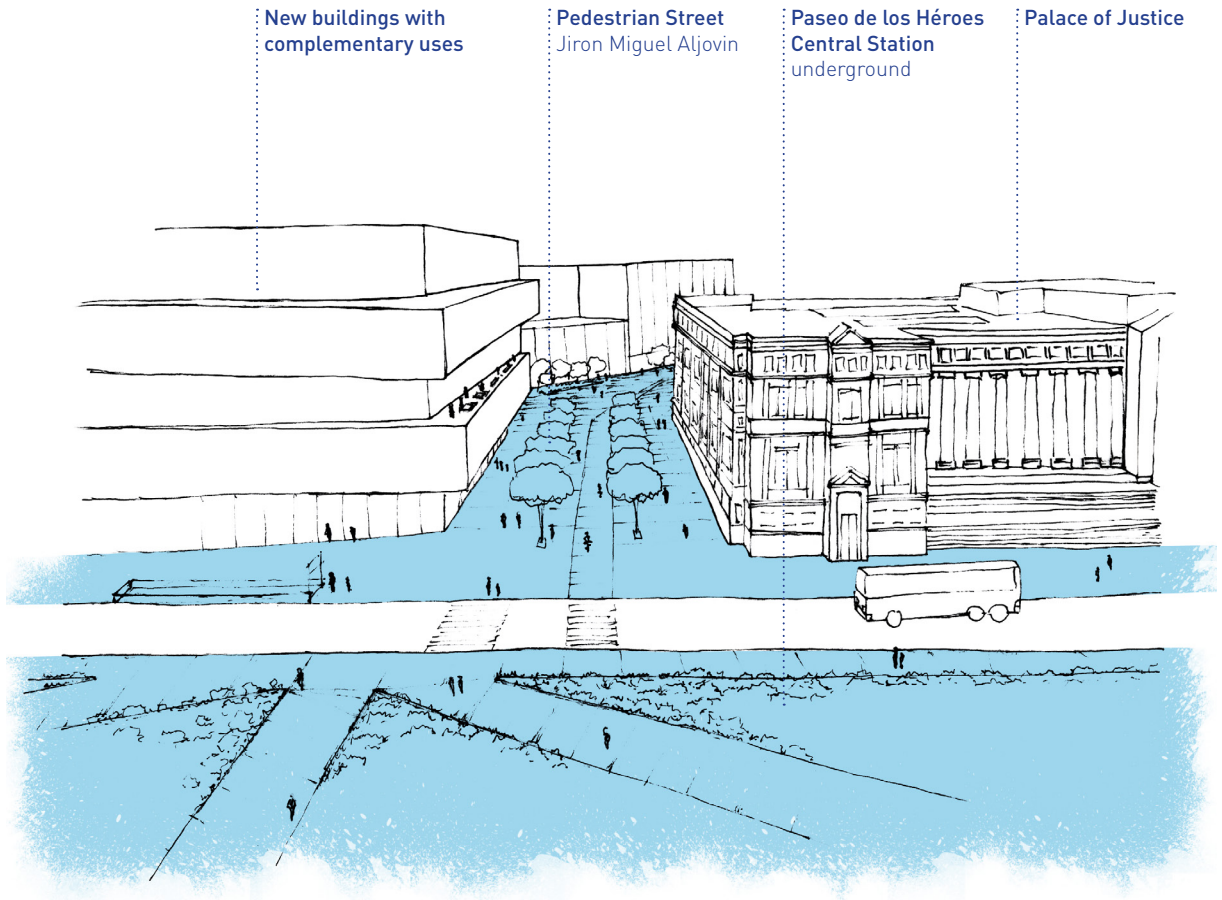 New buildings with
complementary uses
Pedestrian Street
Jiron Miguel Aljovin
Paseo de los Héroes
Central Station
underground
Palace of Justice